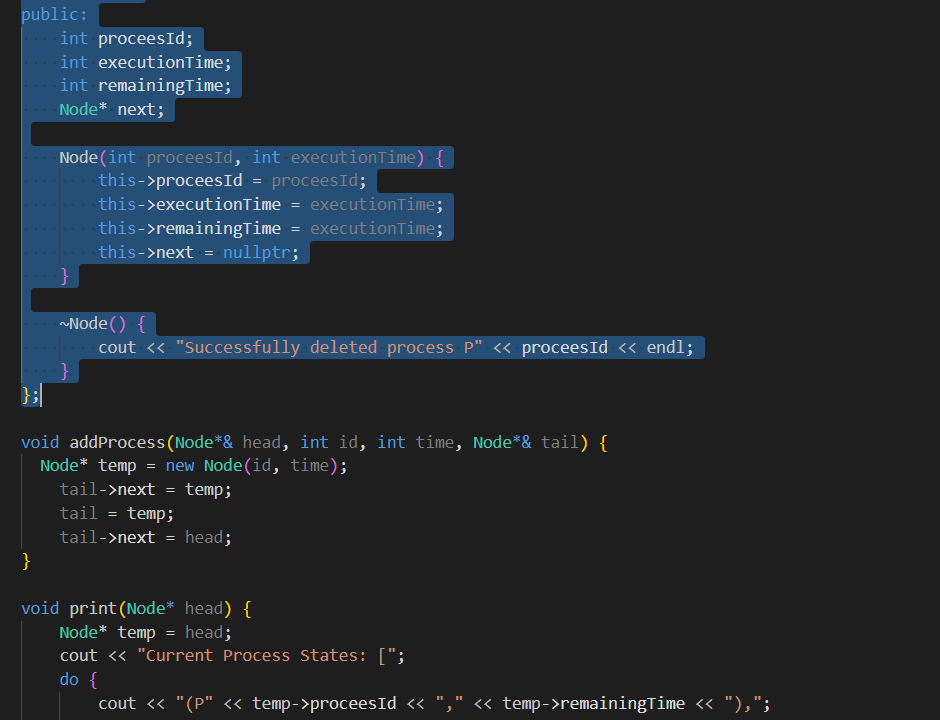 public:
    int proceesId;
    int executionTime;
    int remainingTime;
    Node* next;

    Node(int proceesId, int executionTime) {
        this->proceesId = proceesId;
        this->executionTime = executionTime;
        this->remainingTime = executionTime;
        this->next = nullptr;
    }

    ~Node() {
        cout << "Successfully deleted process P" << proceesId << endl;
    }
};

void addProcess(Node*& head, int id, int time, Node*& tail) {
  Node* temp = new Node(id, time);
    tail->next = temp;
    tail = temp;
    tail->next = head;
}

void print(Node* head) {
    Node* temp = head;
    cout << "Current Process States: [";
    do {
        cout << "(P" << temp->proceesId << "," << temp->remainingTime << "),";